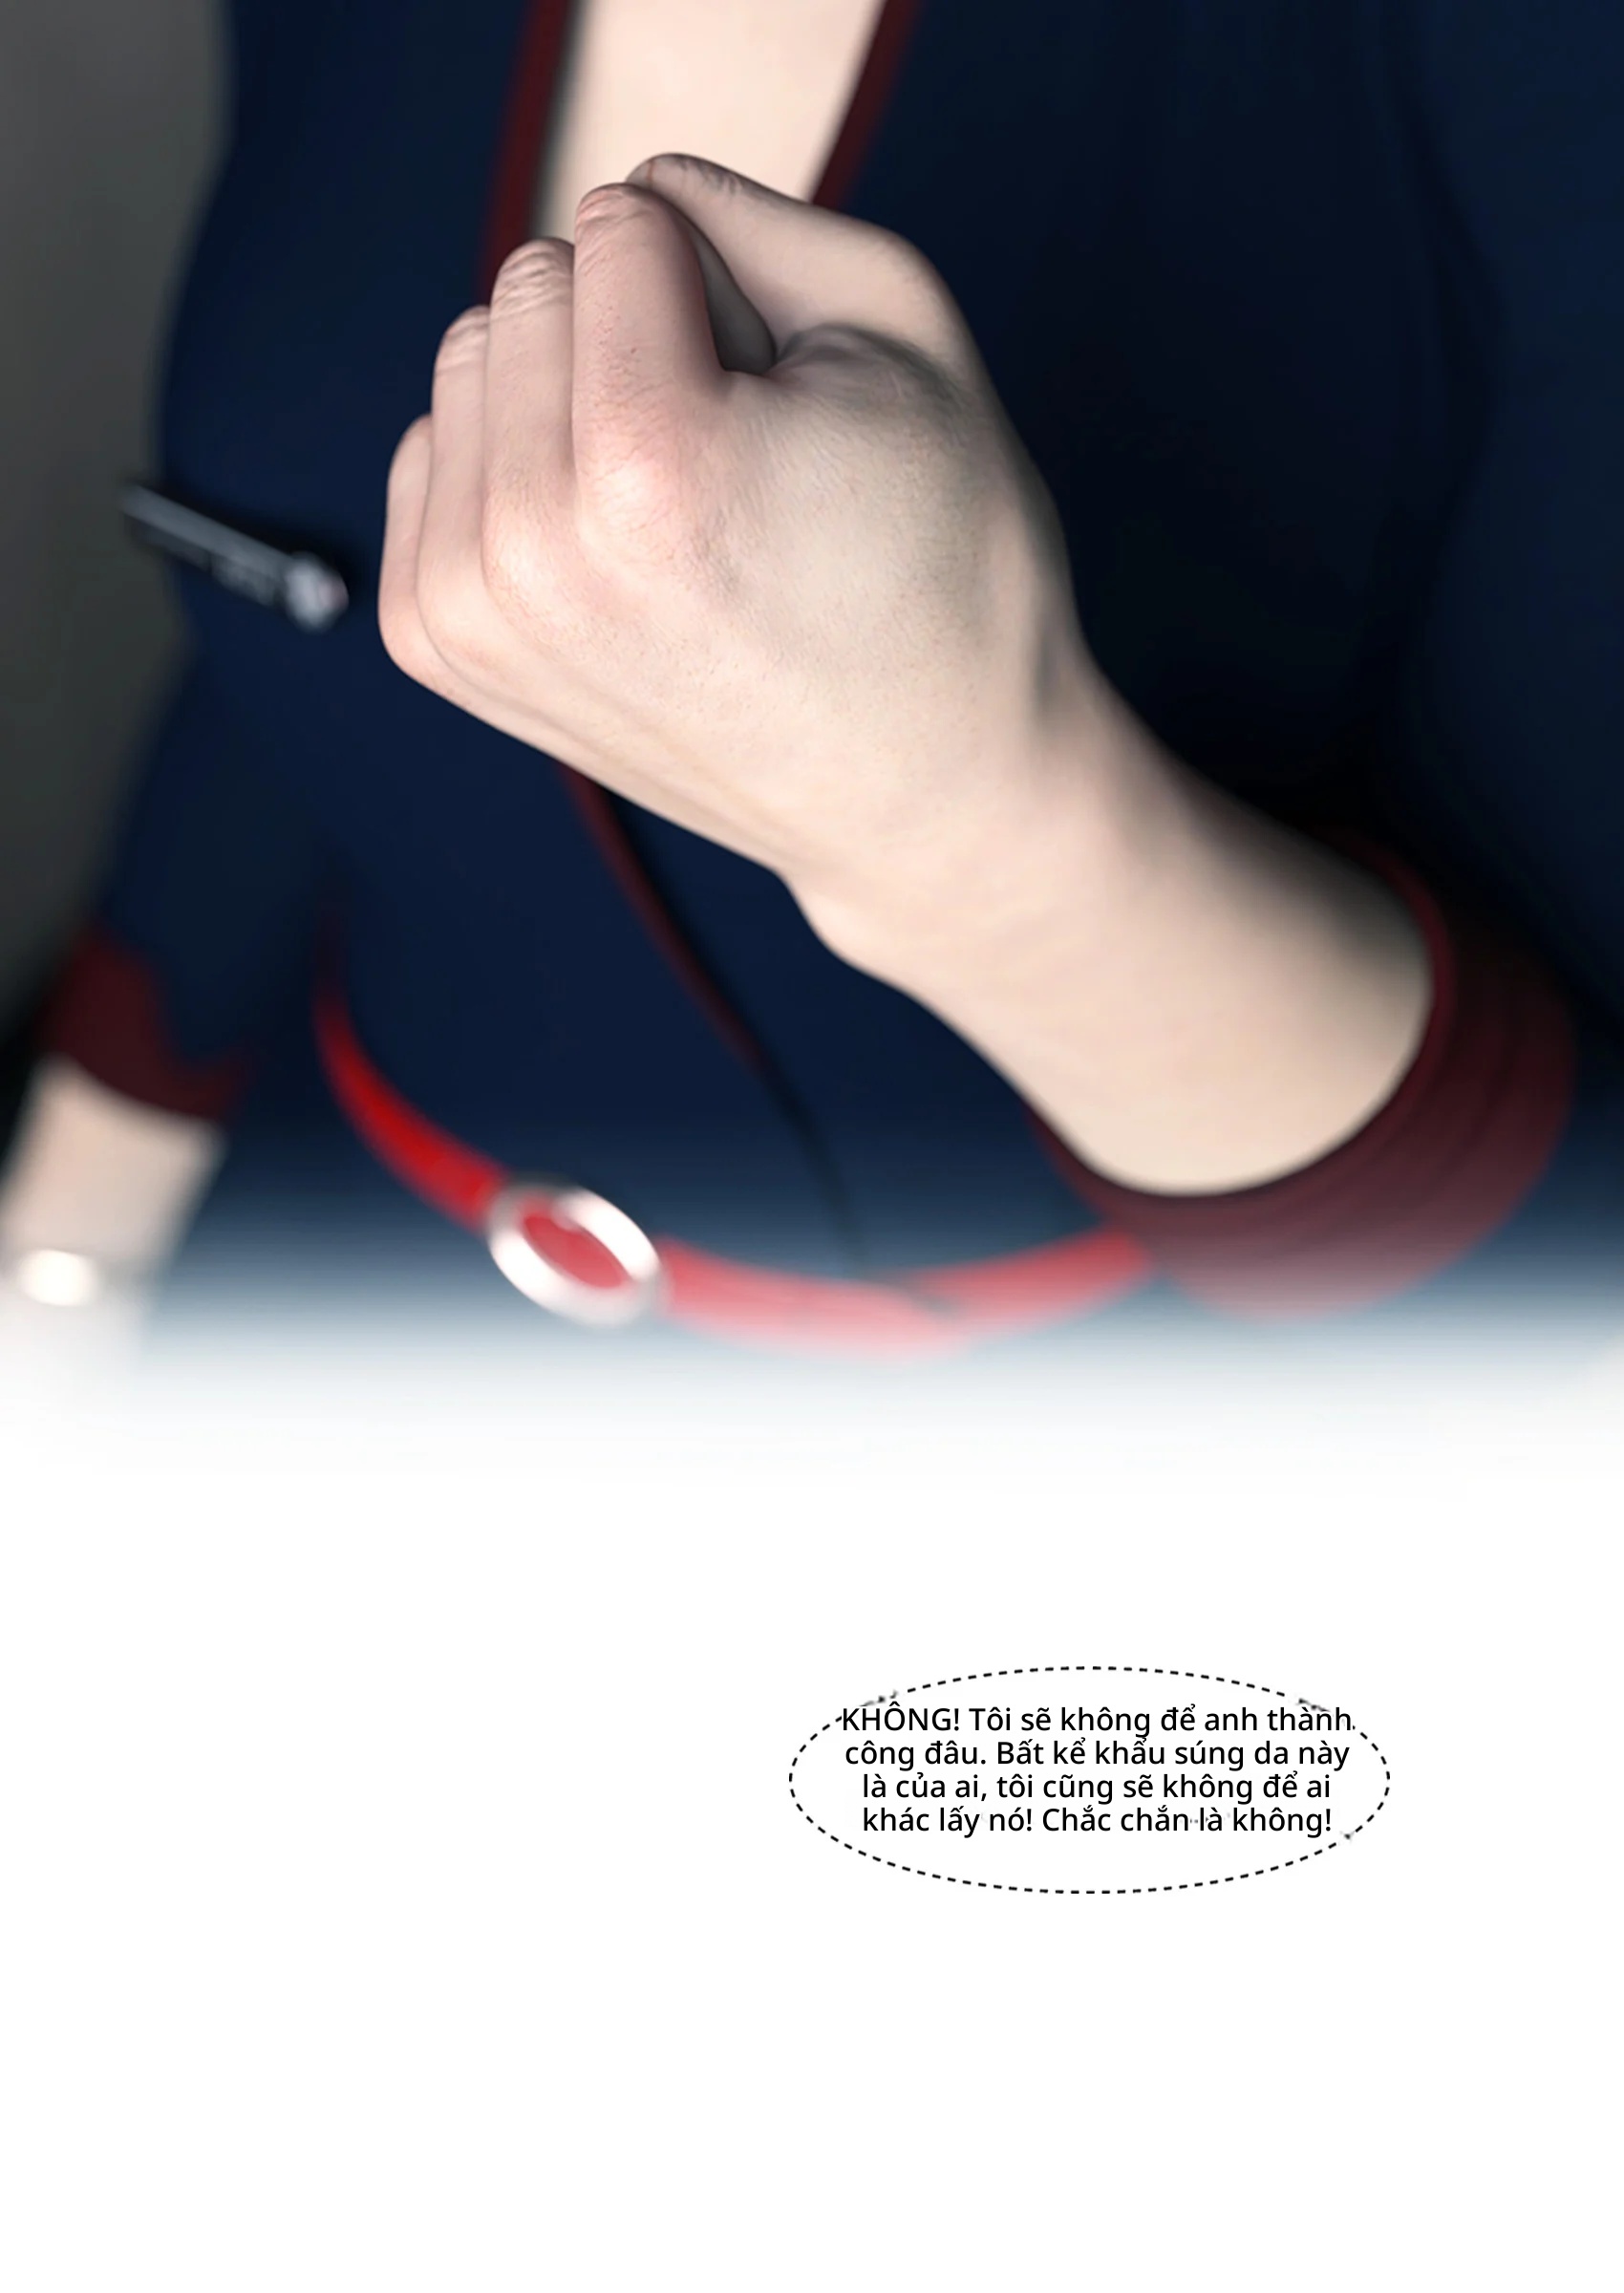 KHÔNG! Tôi sẽ không để anh thành
công đâu. Bất kể khẩu súng da này
là của ai, tôi cũng sẽ không để ai
khác lấy nó! Chắc chắn là không!